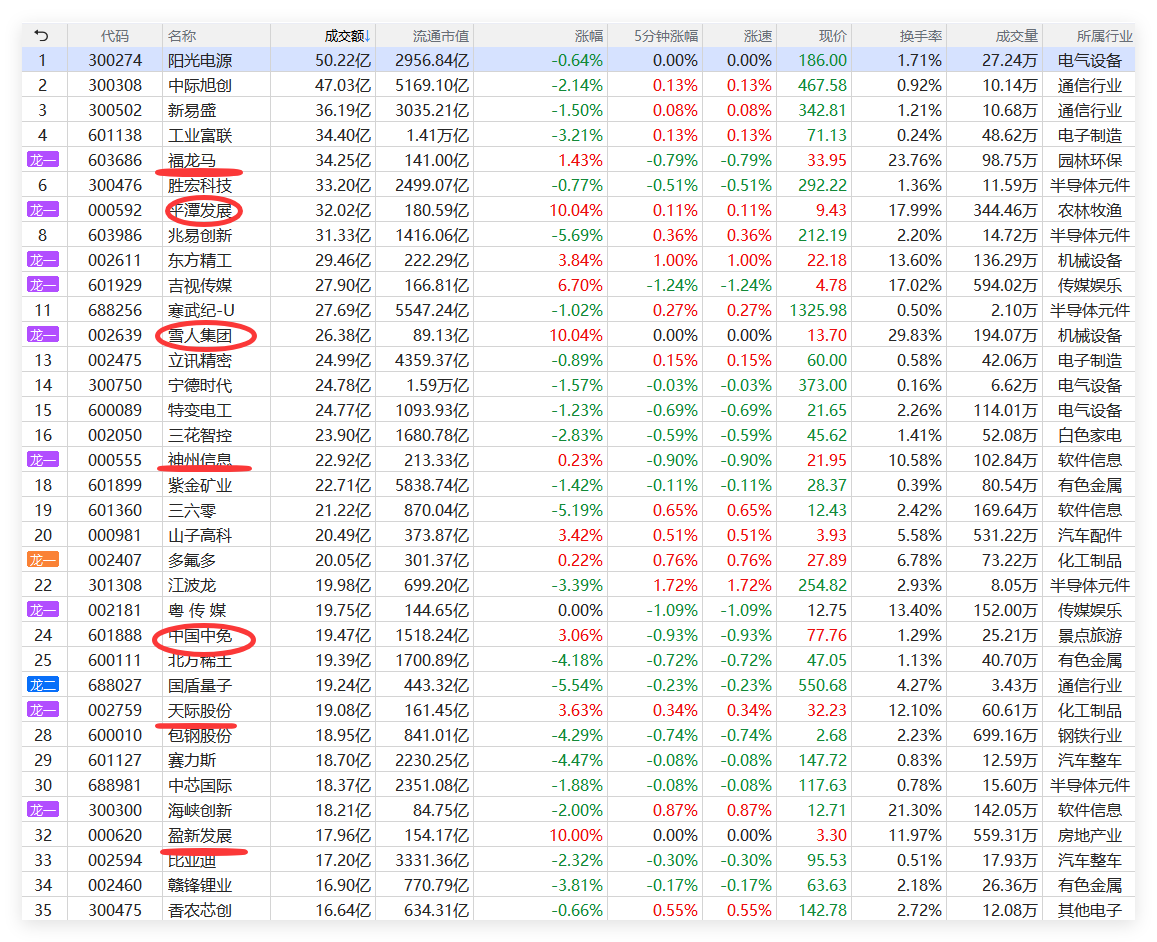 代码 名称 成交额↓ 流通市值 涨幅 5分钟涨幅 涨速 现价 换手率 成交量 所属行业
1 300274 阳光电源 50.22亿 2956.84亿 -0.64% 0.00% 0.00% 186.00 1.71% 27.24万 电气设备
2 300308 中际旭创 47.03亿 5169.10亿 -2.14% 0.13% 0.13% 467.58 0.92% 10.14万 通信行业
3 300502 新易盛 36.19亿 3035.21亿 -1.50% 0.08% 0.08% 342.81 1.21% 10.68万 通信行业
4 601138 工业富联 34.40亿 1.41万亿 -3.21% 0.13% 0.13% 71.13 0.24% 48.62万 电子制造
龙一 603686 福龙马 34.25亿 141.00亿 1.43% -0.79% -0.79% 33.95 23.76% 98.75万 园林环保
6 300476 胜宏科技 33.20亿 2499.07亿 -0.77% -0.51% -0.51% 292.22 1.36% 11.59万 半导体元件
龙一 000592 平潭发展 32.02亿 180.59亿 10.04% 0.11% 0.11% 9.43 17.99% 344.46万 农林牧渔
8 603986 兆易创新 31.33亿 1416.06亿 -5.69% 0.36% 0.36% 212.19 2.20% 14.72万 半导体元件
龙一 002611 东方精工 29.46亿 222.29亿 3.84% 1.00% 1.00% 22.18 13.60% 136.29万 机械设备
龙一 601929 吉视传媒 27.90亿 166.81亿 6.70% -1.24% -1.24% 4.78 17.02% 594.02万 传媒娱乐
11 688256 寒武纪-U 27.69亿 5547.24亿 -1.02% 0.27% 0.27% 1325.98 0.50% 2.10万 半导体元件
龙一 002639 雪人集团 26.38亿 89.13亿 10.04% 0.00% 0.00% 13.70 29.83% 194.07万 机械设备
13 002475 立讯精密 24.99亿 4359.37亿 -0.89% 0.15% 0.15% 60.00 0.58% 42.06万 电子制造
14 300750 宁德时代 24.78亿 1.59万亿 -1.57% -0.03% -0.03% 373.00 0.16% 6.62万 电气设备
15 600089 特变电工 24.77亿 1093.93亿 -1.23% -0.69% -0.69% 21.65 2.26% 114.01万 电气设备
16 002050 三花智控 23.90亿 1680.78亿 -2.83% -0.59% -0.59% 45.62 1.41% 52.08万 白色家电
龙一 000555 神州信息 22.92亿 213.33亿 0.23% -0.90% -0.90% 21.95 10.58% 102.84万 软件信息
18 601899 紫金矿业 22.71亿 5838.74亿 -1.42% -0.11% -0.11% 28.37 0.39% 80.54万 有色金属
19 601360 三六零 21.22亿 870.04亿 -5.19% 0.65% 0.65% 12.43 2.42% 169.64万 软件信息
20 000981 山子高科 20.49亿 373.87亿 3.42% 0.51% 0.51% 3.93 5.58% 531.22万 汽车配件
龙一 002407 多氟多 20.05亿 301.37亿 0.22% 0.76% 0.76% 27.89 6.78% 73.22万 化工制品
22 301308 江波龙 19.98亿 699.20亿 -3.39% 1.72% 1.72% 254.82 2.93% 8.05万 半导体元件
龙一 002181 粤 传 媒 19.75亿 144.65亿 0.00% -1.09% -1.09% 12.75 13.40% 152.00万 传媒娱乐
24 601888 中国中免 19.47亿 1518.24亿 3.06% -0.93% -0.93% 77.76 1.29% 25.21万 景点旅游
25 600111 北方稀土 19.39亿 1700.89亿 -4.18% -0.72% -0.72% 47.05 1.13% 40.70万 有色金属
龙二 688027 国盾量子 19.24亿 443.32亿 -5.54% -0.23% -0.23% 550.68 4.27% 3.43万 通信行业
龙一 002759 天际股份 19.08亿 161.45亿 3.63% 0.34% 0.34% 32.23 12.10% 60.61万 化工制品
28 600010 包钢股份 18.95亿 841.01亿 -4.29% -0.74% -0.74% 2.68 2.23% 699.16万 钢铁行业
29 601127 赛力斯 18.70亿 2230.25亿 -4.47% -0.08% -0.08% 147.72 0.83% 12.59万 汽车整车
30 688981 中芯国际 18.37亿 2351.08亿 -1.88% -0.08% -0.08% 117.63 0.78% 15.60万 半导体元件
龙一 300300 海峡创新 18.21亿 84.75亿 -2.00% 0.87% 0.87% 12.71 21.30% 142.05万 软件信息
32 000620 盈新发展 17.96亿 154.17亿 10.00% 0.00% 0.00% 3.30 11.97% 559.31万 房地产业
33 002594 比亚迪 17.20亿 3331.36亿 -2.32% -0.30% -0.30% 95.53 0.51% 17.93万 汽车整车
34 002460 赣锋锂业 16.90亿 770.79亿 -3.81% -0.17% -0.17% 63.63 2.18% 26.36万 有色金属
35 300475 香农芯创 16.64亿 634.31亿 -0.66% 0.55% 0.55% 142.78 2.72% 12.08万 其他电子